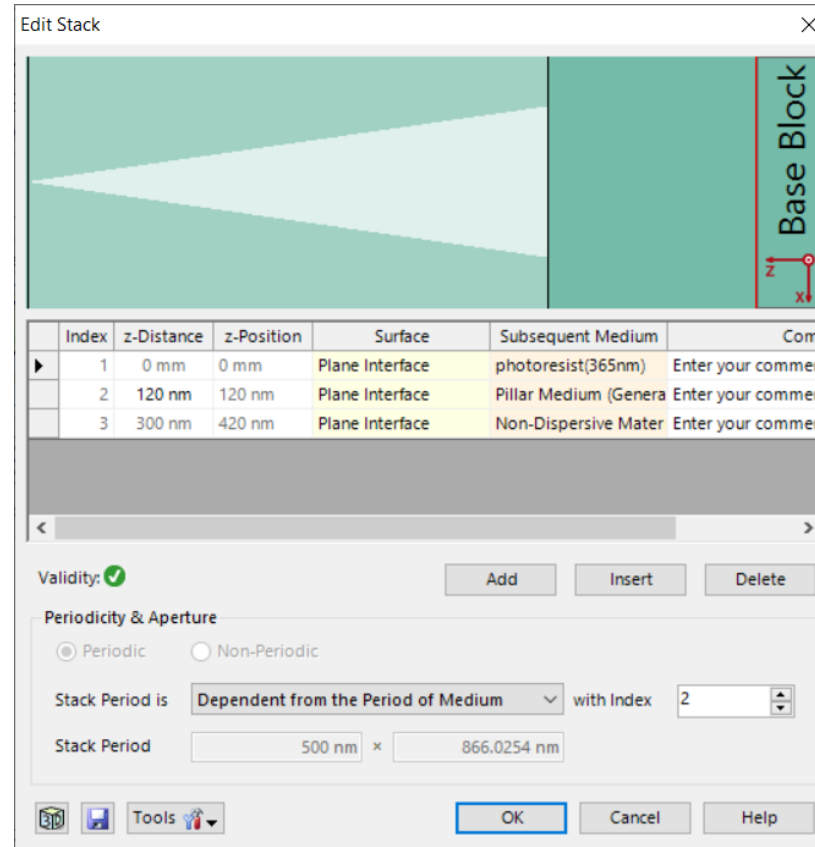 Edit Stack
Base Block
Z
X
Index z-Distance z-Position Surface Subsequent Medium Com
1 0 mm 0 mm Plane Interface photoresist(365nm) Enter your commer
2 120 nm 120 nm Plane Interface Pillar Medium (Genera Enter your commer
3 300 nm 420 nm Plane Interface Non-Dispersive Mater Enter your commer
Validity:
Add Insert Delete
Periodicity & Aperture
Periodic Non-Periodic
Stack Period is Dependent from the Period of Medium with Index 2
Stack Period 500 nm × 866.0254 nm
3D Tools OK Cancel Help